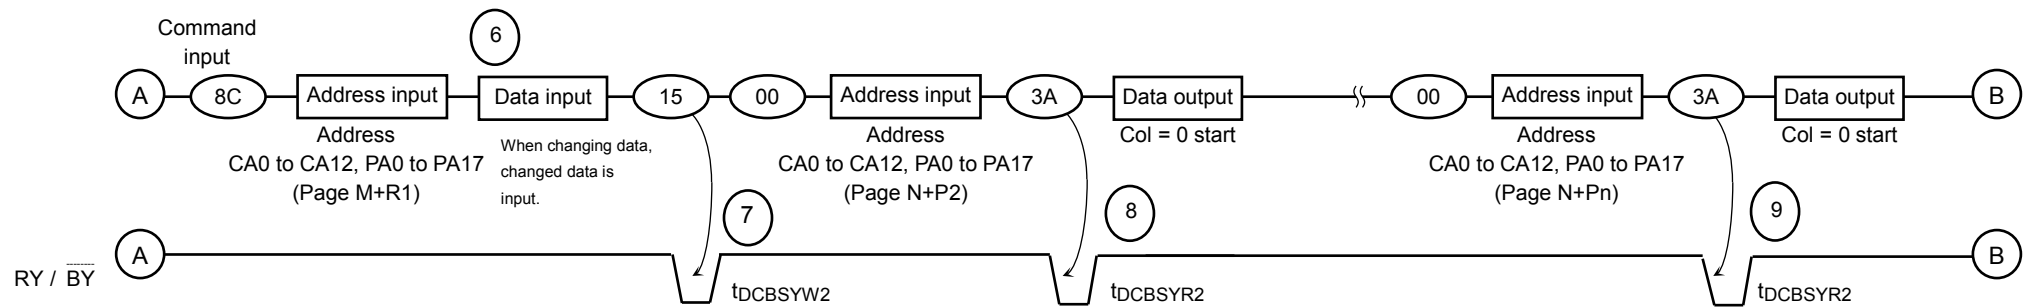 Command
input
6
A 8C Address input Data input 15 00 Address input 3A Data output 00 Address input 3A Data output B
Address
CA0 to CA12, PA0 to PA17
(Page M+R1)
When changing data,
changed data is
input.
Address
CA0 to CA12, PA0 to PA17
(Page N+P2)
Col = 0 start
Address
CA0 to CA12, PA0 to PA17
(Page N+Pn)
Col = 0 start
7
8
9
A
B
RY / BY
tDCBSYW2
tDCBSYR2
tDCBSYR2